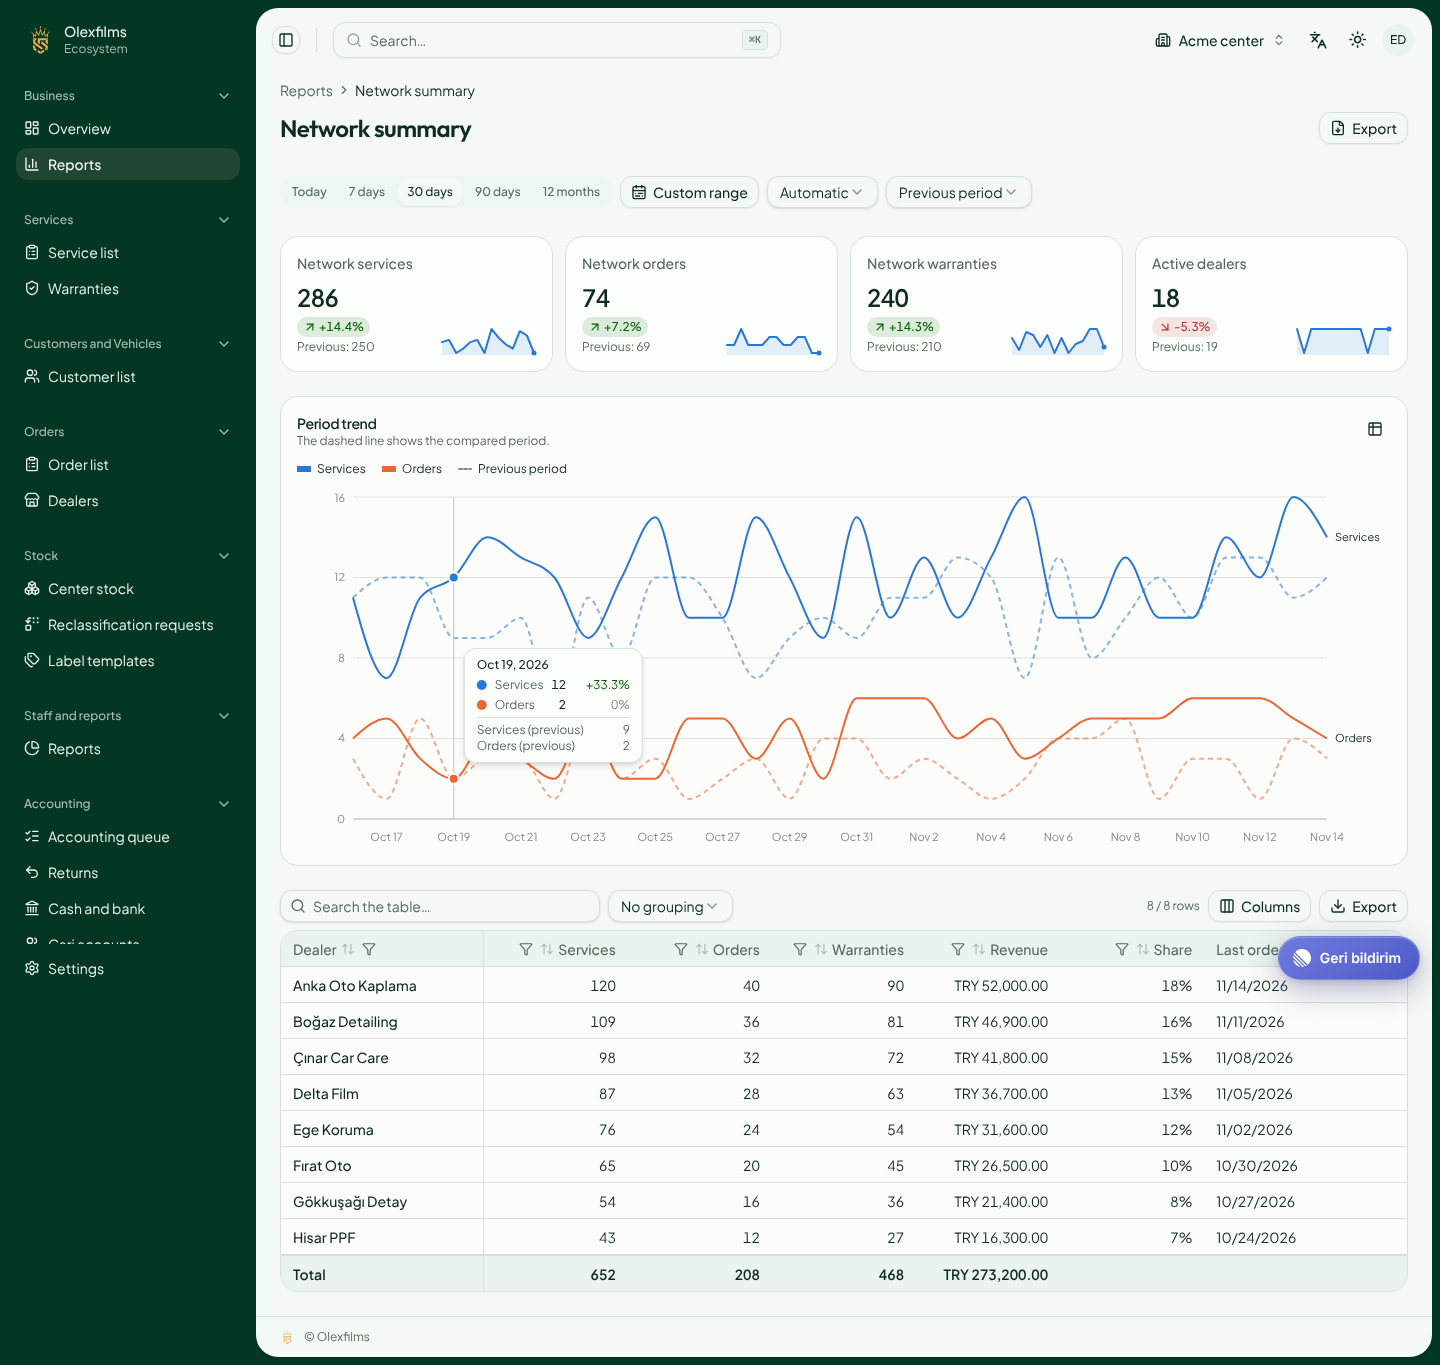 Olexfilms
Ecosystem
Business
Overview
Reports
Services
Service list
Warranties
Customers and Vehicles
Customer list
Orders
Order list
Dealers
Stock
Center stock
Reclassification requests
Label templates
Staff and reports
Reports
Accounting
Accounting queue
Returns
Cash and bank
Settings
Search...
⌘K
Acme center
ED
Reports > Network summary
Network summary
Export
Today 7 days 30 days 90 days 12 months
Custom range
Automatic
Previous period
Network services
286
+14.4%
Previous: 250
Network orders
74
+7.2%
Previous: 69
Network warranties
240
+14.3%
Previous: 210
Active dealers
18
-5.3%
Previous: 19
Period trend
The dashed line shows the compared period.
Services Orders Previous period
16
12
8
4
0
Services
Orders
Oct 19, 2026
Services 12 +33.3%
Orders 2 0%
Services (previous) 9
Orders (previous) 2
Oct 17 Oct 19 Oct 21 Oct 23 Oct 25 Oct 27 Oct 29 Oct 31 Nov 2 Nov 4 Nov 6 Nov 8 Nov 10 Nov 12 Nov 14
Search the table...
No grouping
8 / 8 rows
Columns
Export
Dealer Services Orders Warranties Revenue Share Last orde
Geri bildirim
Anka Oto Kaplama 120 40 90 TRY 52,000.00 18% 11/14/2026
Boğaz Detailing 109 36 81 TRY 46,900.00 16% 11/11/2026
Çınar Car Care 98 32 72 TRY 41,800.00 15% 11/08/2026
Delta Film 87 28 63 TRY 36,700.00 13% 11/05/2026
Ege Koruma 76 24 54 TRY 31,600.00 12% 11/02/2026
Fırat Oto 65 20 45 TRY 26,500.00 10% 10/30/2026
Gökkuşağı Detay 54 16 36 TRY 21,400.00 8% 10/27/2026
Hisar PPF 43 12 27 TRY 16,300.00 7% 10/24/2026
Total 652 208 468 TRY 273,200.00
© Olexfilms